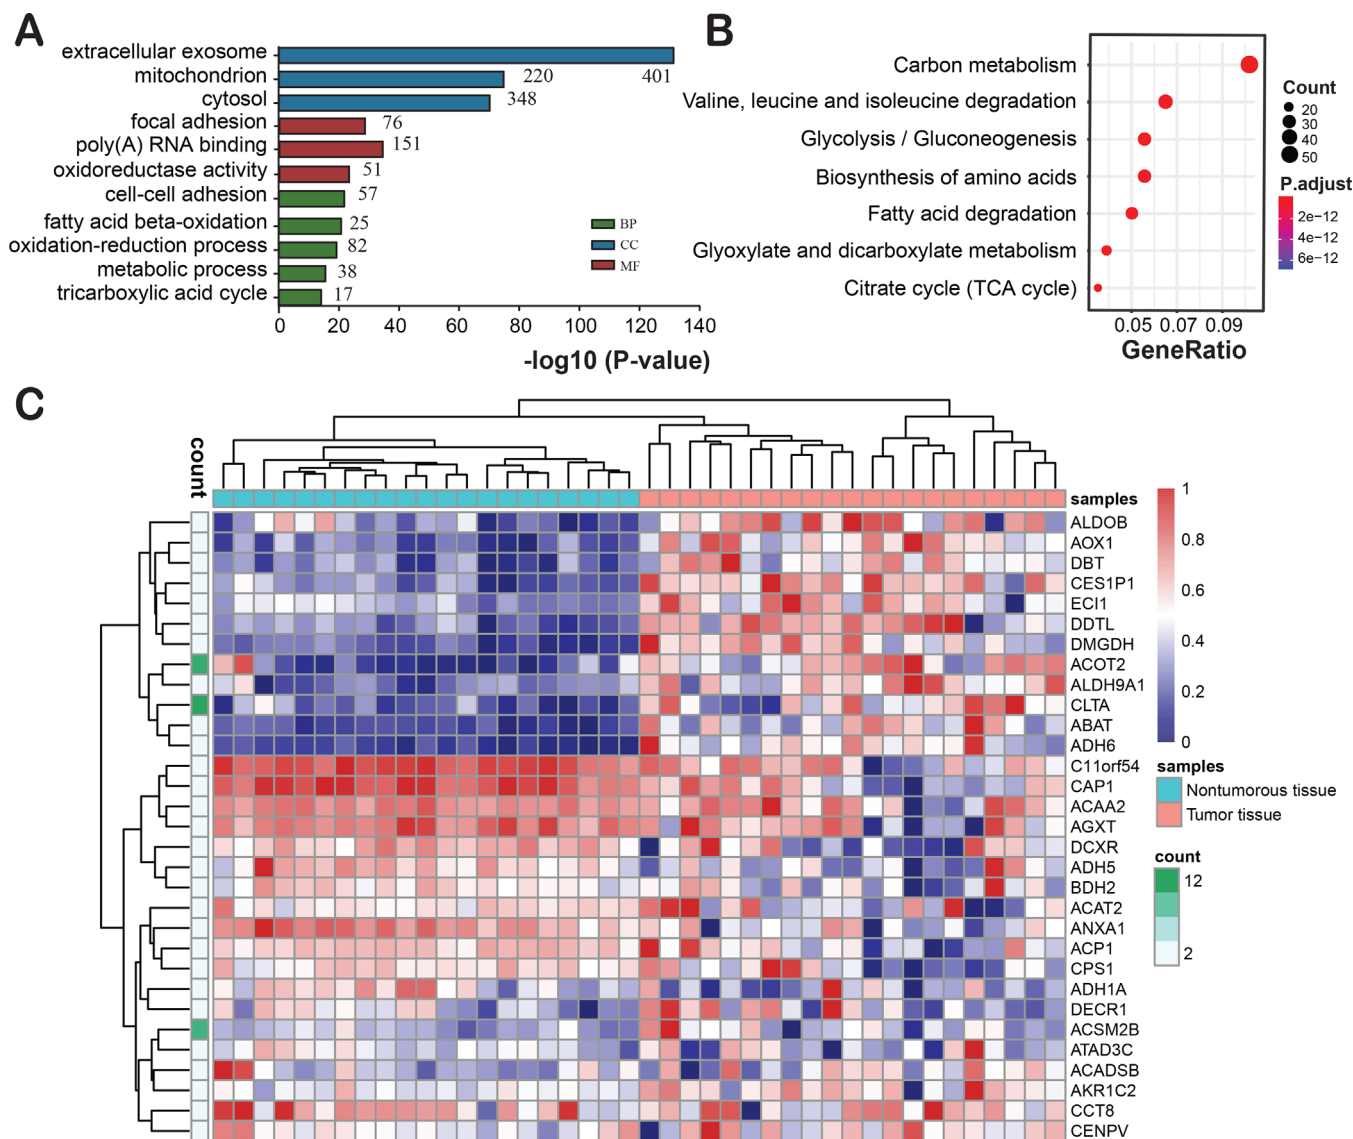 A
extracellular exosome
401
mitochondrion
220
cytosol
348
focal adhesion
76
poly(A) RNA binding
151
oxidoreductase activity
51
cell-cell adhesion
57
fatty acid beta-oxidation
25
oxidation-reduction process
82
metabolic process
38
tricarboxylic acid cycle
17
BP
CC
MF
0 20 40 60 80 100 120 140
-log10 (P-value)
B
Carbon metabolism
Valine, leucine and isoleucine degradation
Glycolysis / Gluconeogenesis
Biosynthesis of amino acids
Fatty acid degradation
Glyoxylate and dicarboxylate metabolism
Citrate cycle (TCA cycle)
0.05 0.07 0.09
GeneRatio
Count
20
30
40
50
P.adjust
2e−12
4e−12
6e−12
C
count
samples
ALDOB
AOX1
DBT
CES1P1
ECI1
DDTL
DMGDH
ACOT2
ALDH9A1
CLTA
ABAT
ADH6
C11orf54
CAP1
ACAA2
AGXT
DCXR
ADH5
BDH2
ACAT2
ANXA1
ACP1
CPS1
ADH1A
DECR1
ACSM2B
ATAD3C
ACADSB
AKR1C2
CCT8
CENPV
1
0.8
0.6
0.4
0.2
0
samples
Nontumorous tissue
Tumor tissue
count
12
2